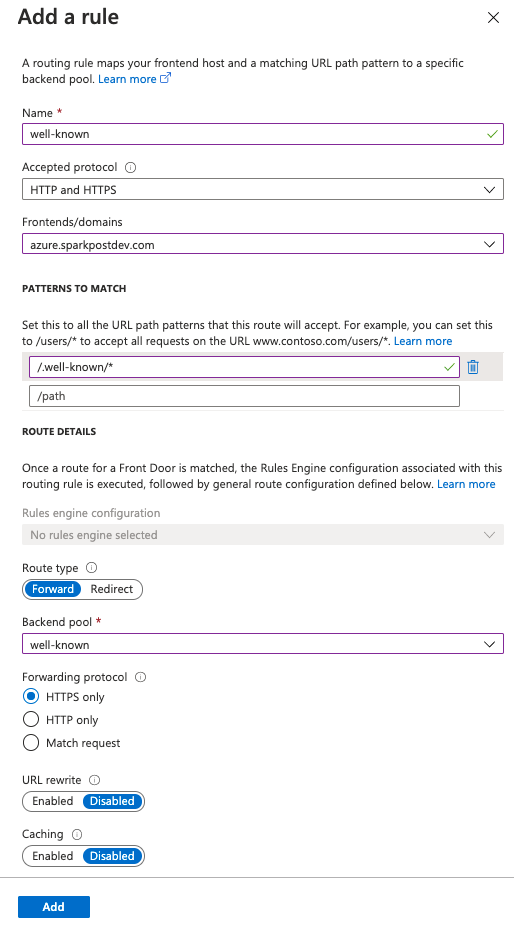 Add a rule
A routing rule maps your frontend host and a matching URL path pattern to a specific
backend pool. Learn more
Name *
well-known
Accepted protocol
HTTP and HTTPS
Frontends/domains
azure.sparkpostdev.com
PATTERNS TO MATCH
Set this to all the URL path patterns that this route will accept. For example, you can set this
to /users/* to accept all requests on the URL www.contoso.com/users/*. Learn more
/.well-known/*
/path
ROUTE DETAILS
Once a route for a Front Door is matched, the Rules Engine configuration associated with this
routing rule is executed, followed by general route configuration defined below. Learn more
Rules engine configuration
No rules engine selected
Route type
Forward Redirect
Backend pool *
well-known
Forwarding protocol
HTTPS only
HTTP only
Match request
URL rewrite
Enabled Disabled
Caching
Enabled Disabled
Add